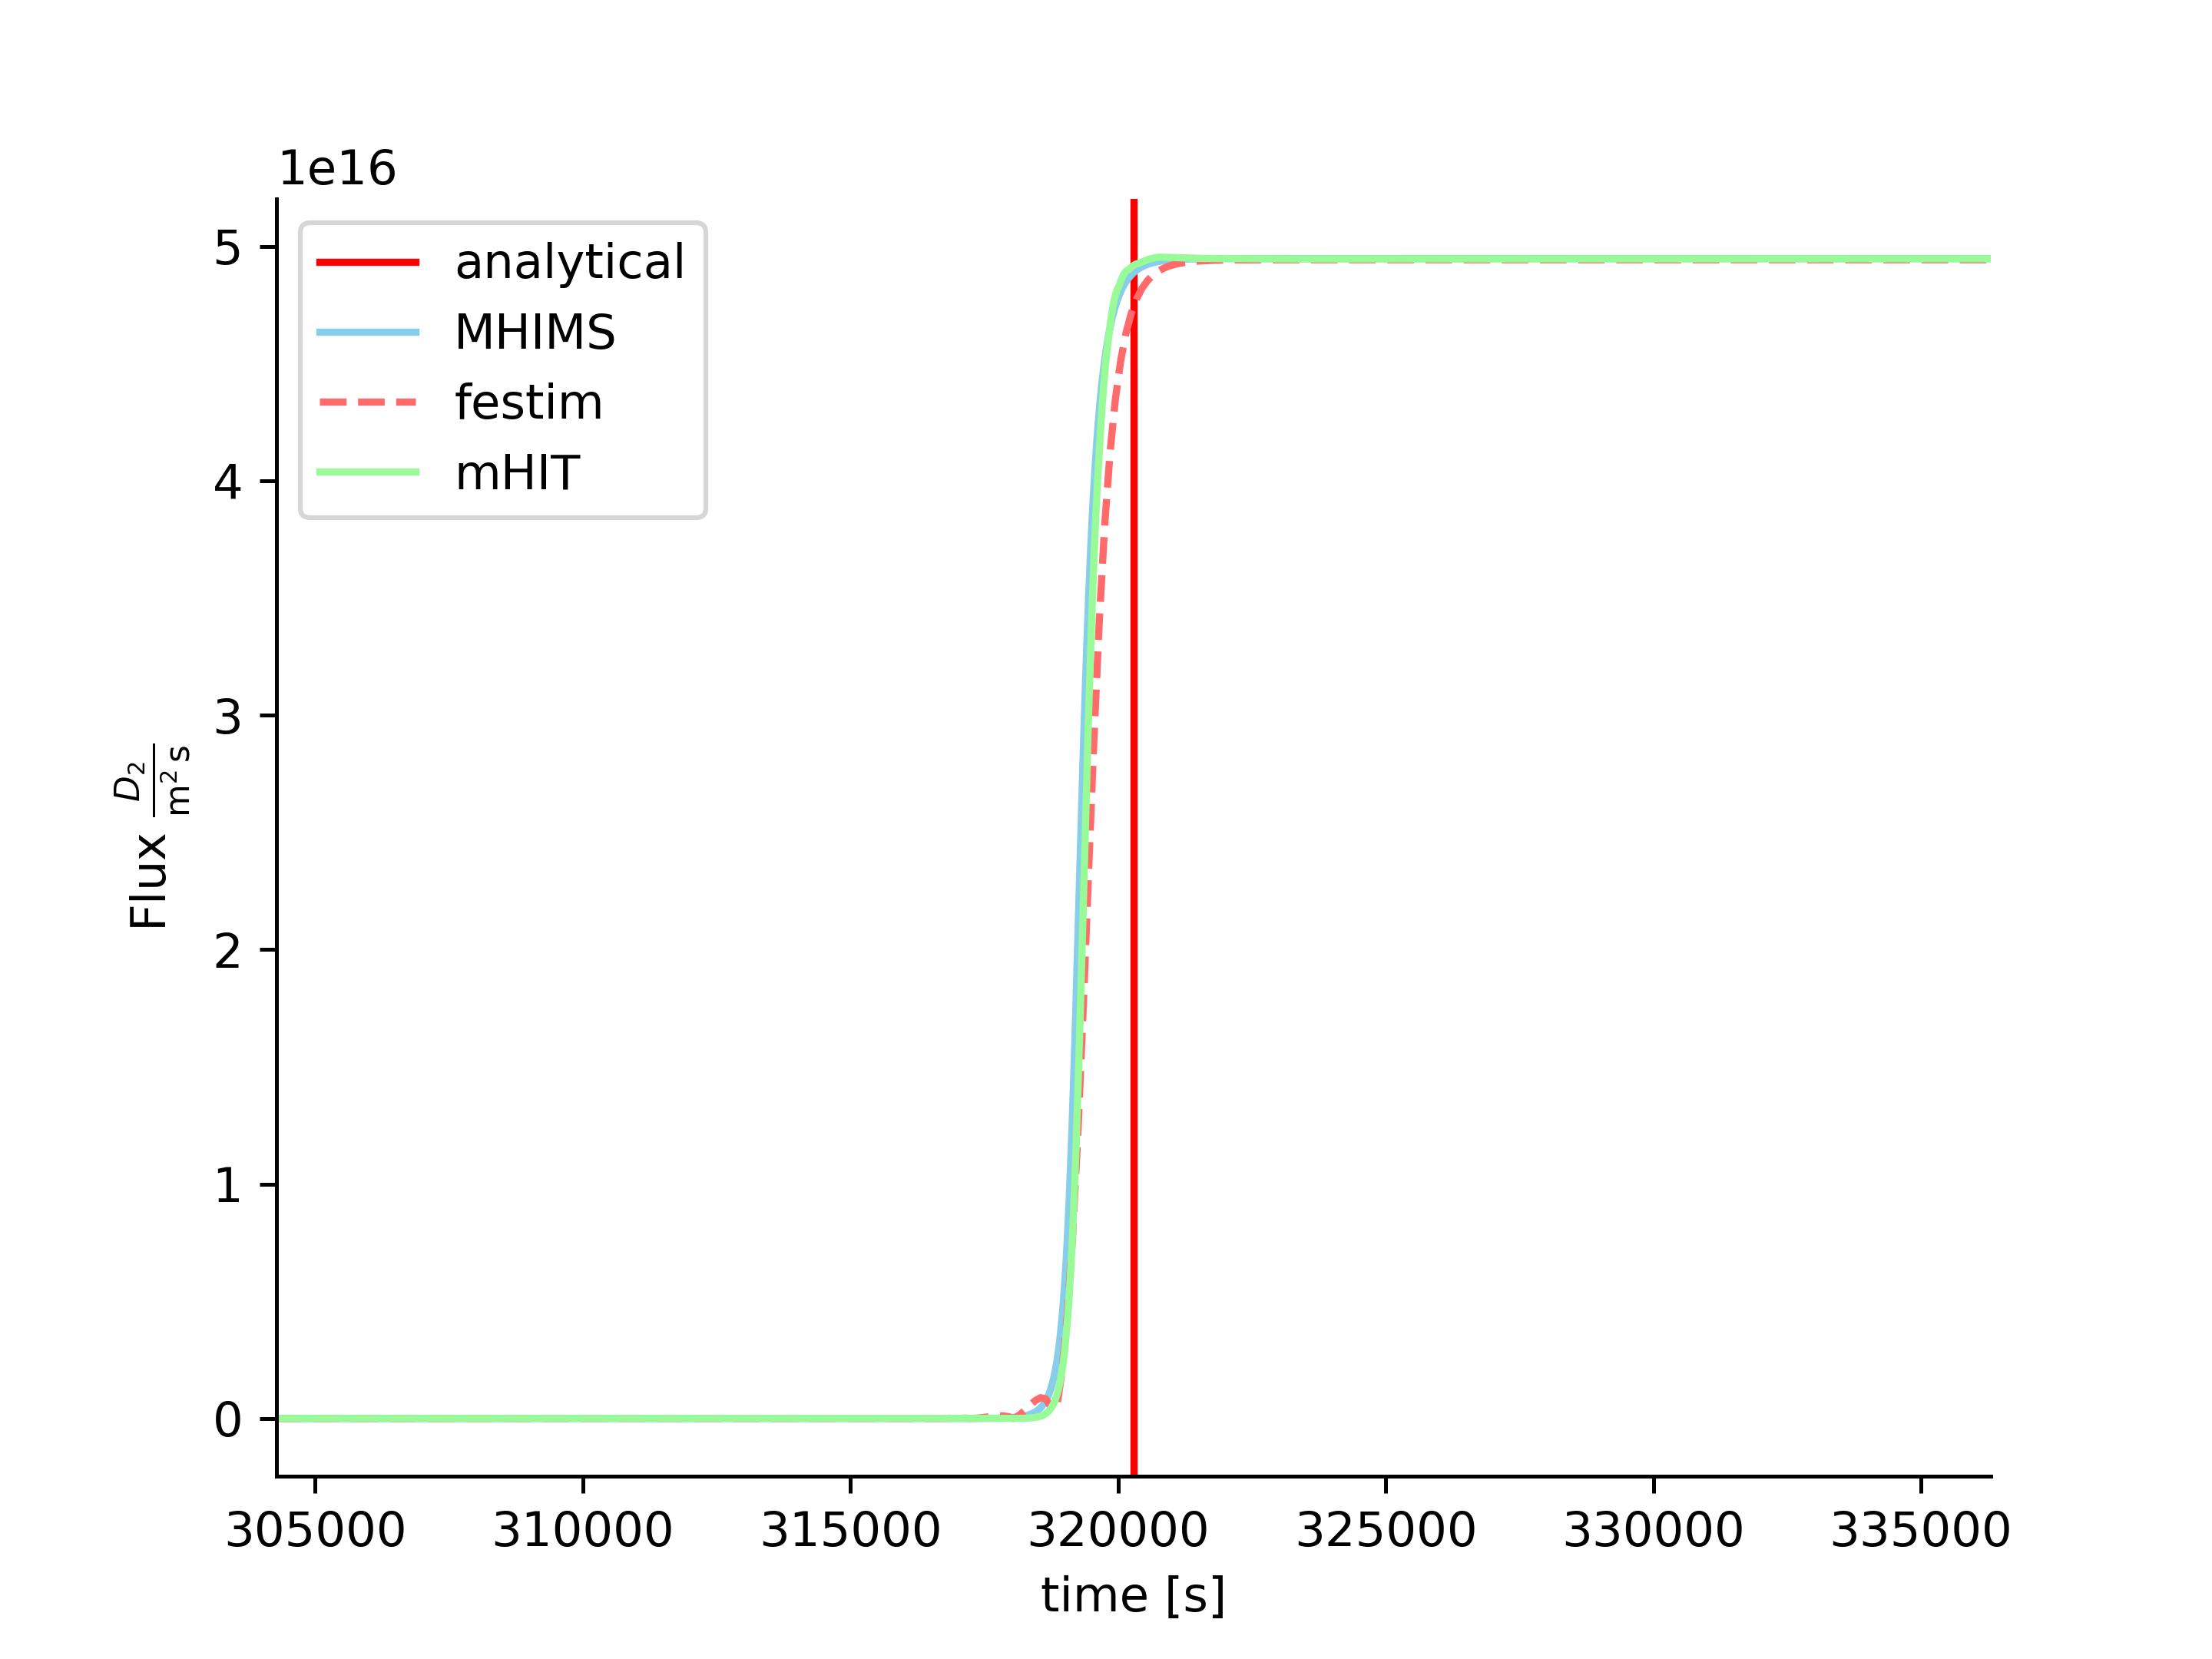 1e16
5
4
3
2
1
0
Flux D₂/m²s
analytical
MHIMS
festim
mHIT
305000 310000 315000 320000 325000 330000 335000
time [s]